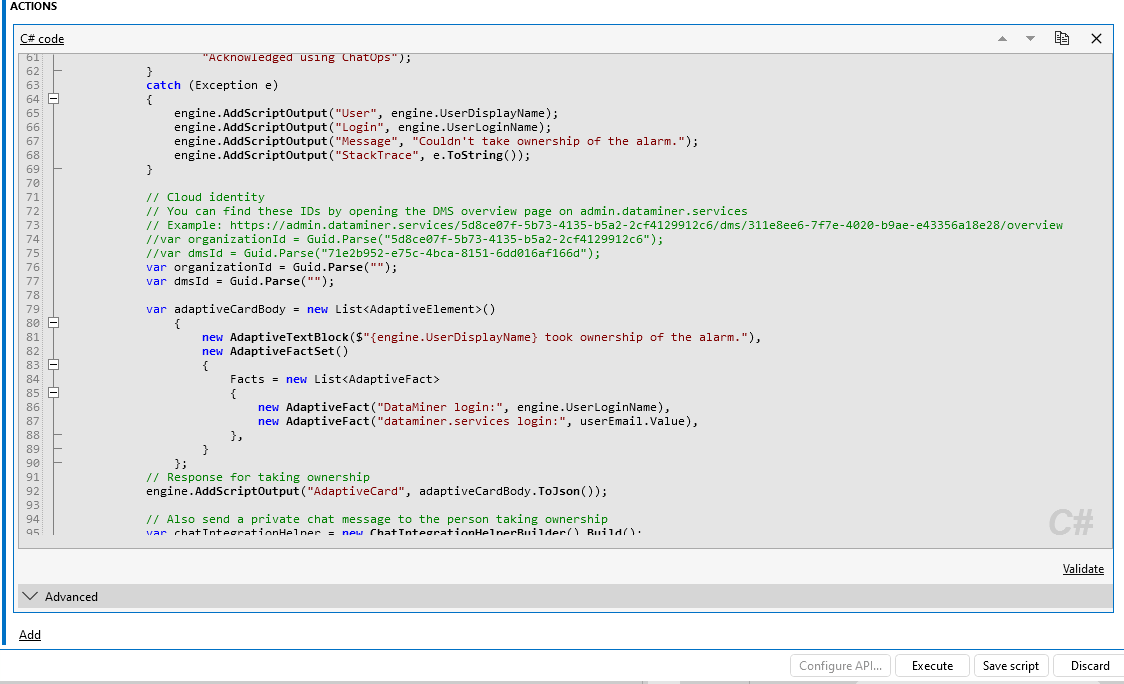 ACTIONS
C# code
61 "Acknowledged using ChatOps");
62 }
63 catch (Exception e)
64 {
65 engine.AddScriptOutput("User", engine.UserDisplayName);
66 engine.AddScriptOutput("Login", engine.UserLoginName);
67 engine.AddScriptOutput("Message", "Couldn't take ownership of the alarm.");
68 engine.AddScriptOutput("StackTrace", e.ToString());
69 }
70
71 // Cloud identity
72 // You can find these IDs by opening the DMS overview page on admin.dataminer.services
73 // Example: https://admin.dataminer.services/5d8ce07f-5b73-4135-b5a2-2cf4129912c6/dms/311e8ee6-7f7e-4020-b9ae-e43356a18e28/overview
74 //var organizationId = Guid.Parse("5d8ce07f-5b73-4135-b5a2-2cf4129912c6");
75 //var dmsId = Guid.Parse("71e2b952-e75c-4bca-8151-6dd016af166d");
76 var organizationId = Guid.Parse("");
77 var dmsId = Guid.Parse("");
78
79 var adaptiveCardBody = new List<AdaptiveElement>()
80 {
81 new AdaptiveTextBlock($"{engine.UserDisplayName} took ownership of the alarm."),
82 new AdaptiveFactSet()
83 {
84 Facts = new List<AdaptiveFact>
85 {
86 new AdaptiveFact("DataMiner login:", engine.UserLoginName),
87 new AdaptiveFact("dataminer.services login:", userEmail.Value),
88 },
89 }
90 };
91 // Response for taking ownership
92 engine.AddScriptOutput("AdaptiveCard", adaptiveCardBody.ToJson());
93
94 // Also send a private chat message to the person taking ownership
95 var chatIntegrationHelper = new ChatIntegrationHelperBuilder().Build();
C#
Validate
Advanced
Add
Configure API...
Execute
Save script
Discard